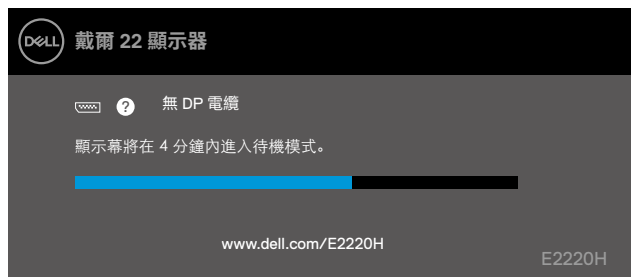 DELL
戴爾 22 顯示器
? 無 DP 電纜
顯示幕將在 4 分鐘內進入待機模式。
www.dell.com/E2220H
E2220H